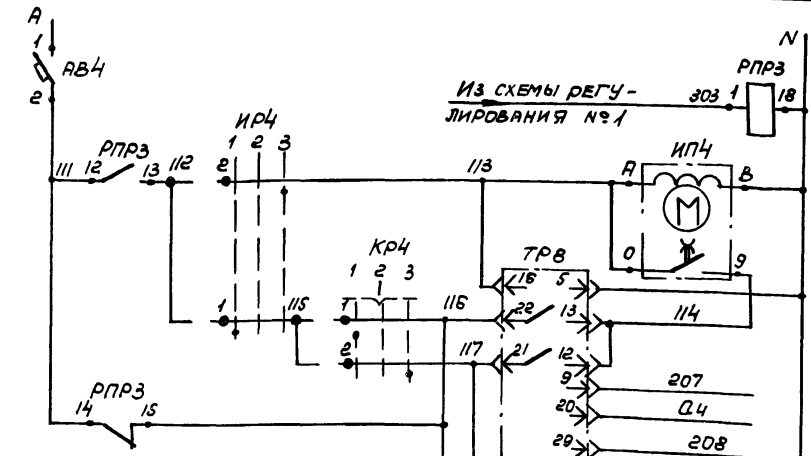 А
N
1
АВ4
2
РПР3
Из схемы регу-
лирования №1
303
1
18
ИР4
1 2 3
РПР3
111
12
13
112
2
113
ИП4
А
В
М
О
9
КР4
1 2 3
ТР8
16
5
1
115
1
116
22
13
114
2
117
21
12
9
207
РПР3
14
15
20
Д4
29
208